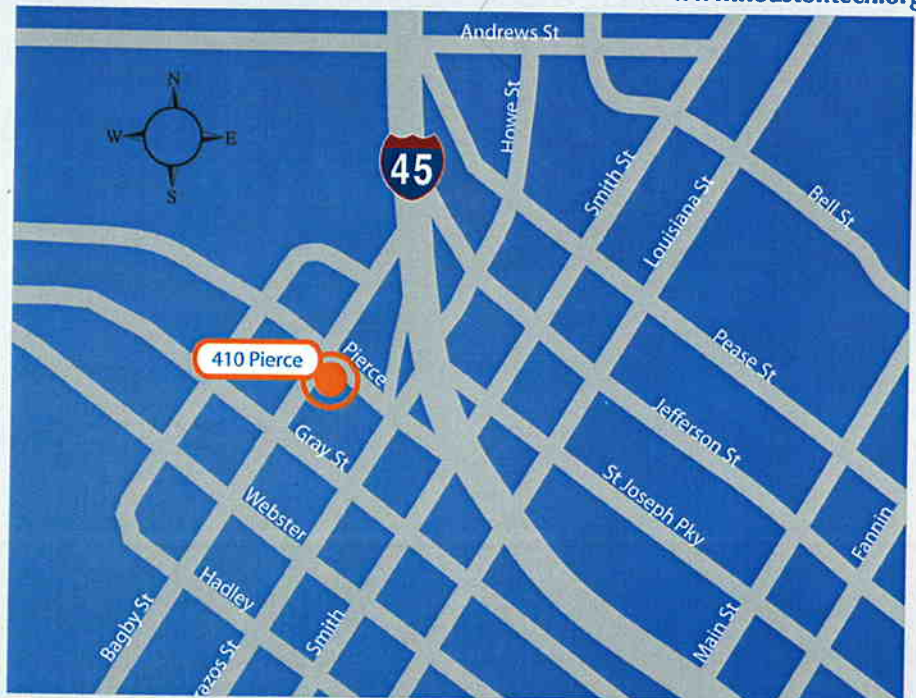 Andrews St
N
W
E
S
45
Howe St
Smith St
Louisiana St
Bell St
410 Pierce
Pierce
Pease St
Gray St
Jefferson St
Webster
St Joseph Pky
Hadley
Bagby St
Smith
Main St
Fannin